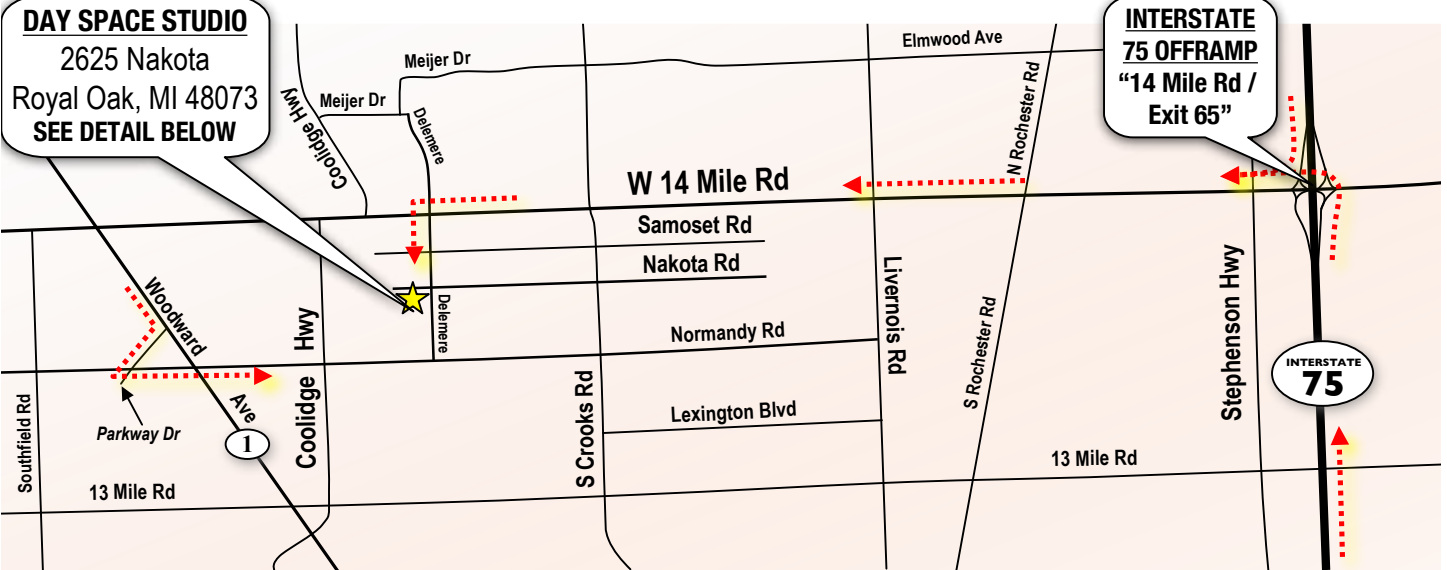 DAY SPACE STUDIO
2625 Nakota
Royal Oak, MI 48073
SEE DETAIL BELOW
INTERSTATE
75 OFFRAMP
“14 Mile Rd /
Exit 65”
Elmwood Ave
Meijer Dr
Meijer Dr
Coolidge Hwy
Delemere
N Rochester Rd
W 14 Mile Rd
Samoset Rd
Nakota Rd
Woodward
Ave
1
Coolidge Hwy
Delemere
Normandy Rd
Livernois Rd
S Rochester Rd
Stephenson Hwy
INTERSTATE
75
Southfield Rd
Parkway Dr
S Crooks Rd
Lexington Blvd
13 Mile Rd
13 Mile Rd